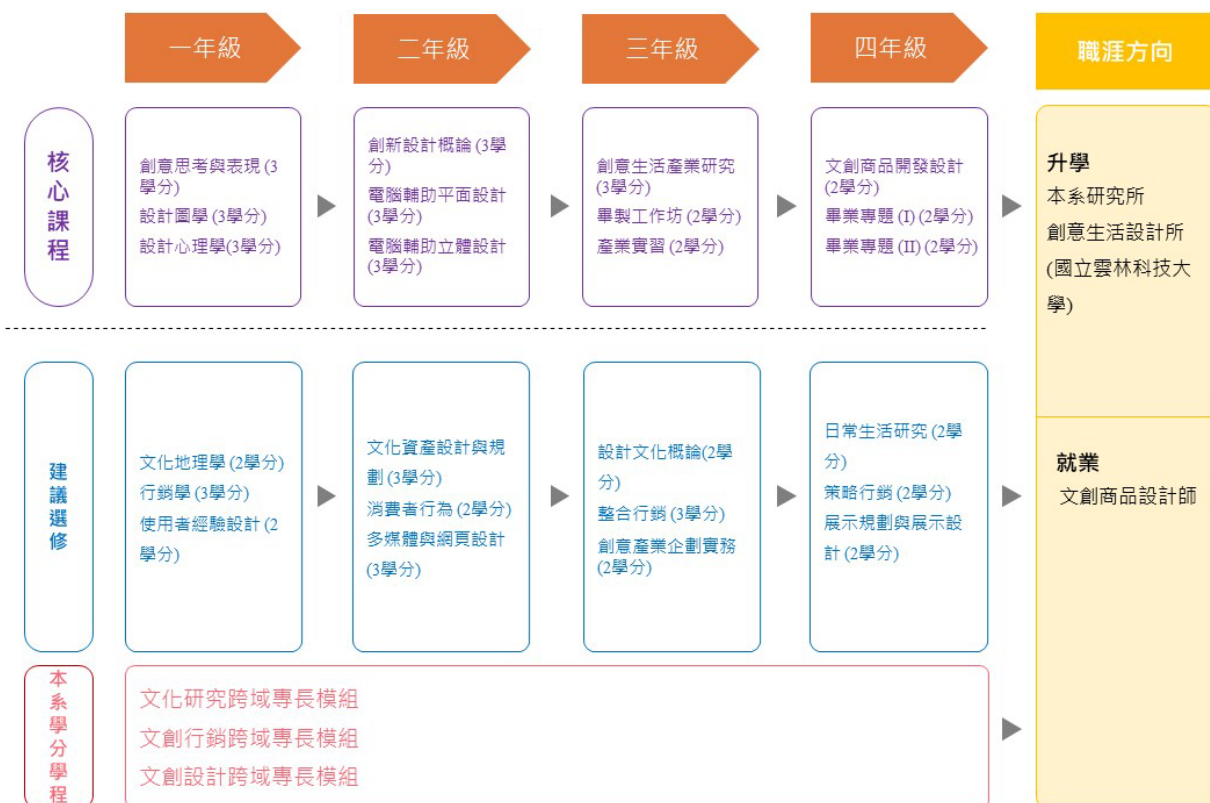 一年級
二年級
三年級
四年級
職涯方向
核心課程
創意思考與表現 (3
學分)
設計圖學 (3學分)
設計心理學(3學分)
創新設計概論 (3學
分)
電腦輔助平面設計
(3學分)
電腦輔助立體設計
(3學分)
創意生活產業研究
(3學分)
畢製工作坊 (2學分)
產業實習 (2學分)
文創商品開發設計
(2學分)
畢業專題 (I) (2學分)
畢業專題 (II) (2學分)
升學
本系研究所
創意生活設計所
(國立雲林科技大
學)
建議選修
文化地理學 (2學分)
行銷學 (3學分)
使用者經驗設計 (2
學分)
文化資產設計與規
劃 (3學分)
消費者行為 (2學分)
多媒體與網頁設計
(3學分)
設計文化概論(2學
分)
整合行銷 (3學分)
創意產業企劃實務
(2學分)
日常生活研究 (2學
分)
策略行銷 (2學分)
展示規劃與展示設
計 (2學分)
就業
文創商品設計師
本系學分學程
文化研究跨域專長模組
文創行銷跨域專長模組
文創設計跨域專長模組